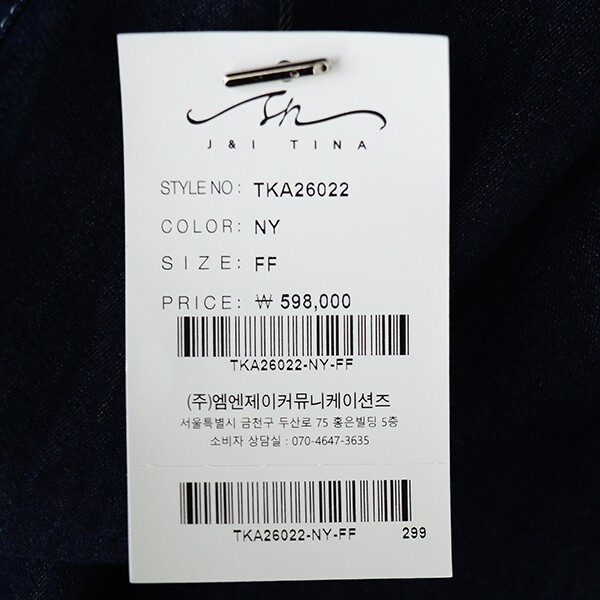 J&I TINA
STYLE NO: TKA26022
COLOR: NY
SIZE: FF
PRICE: ₩ 598,000
TKA26022-NY-FF
(주)엠엔제이커뮤니케이션즈
서울특별시 금천구 두산로 75 홍은빌딩 5층
소비자 상담실 : 070-4647-3635
TKA26022-NY-FF 299